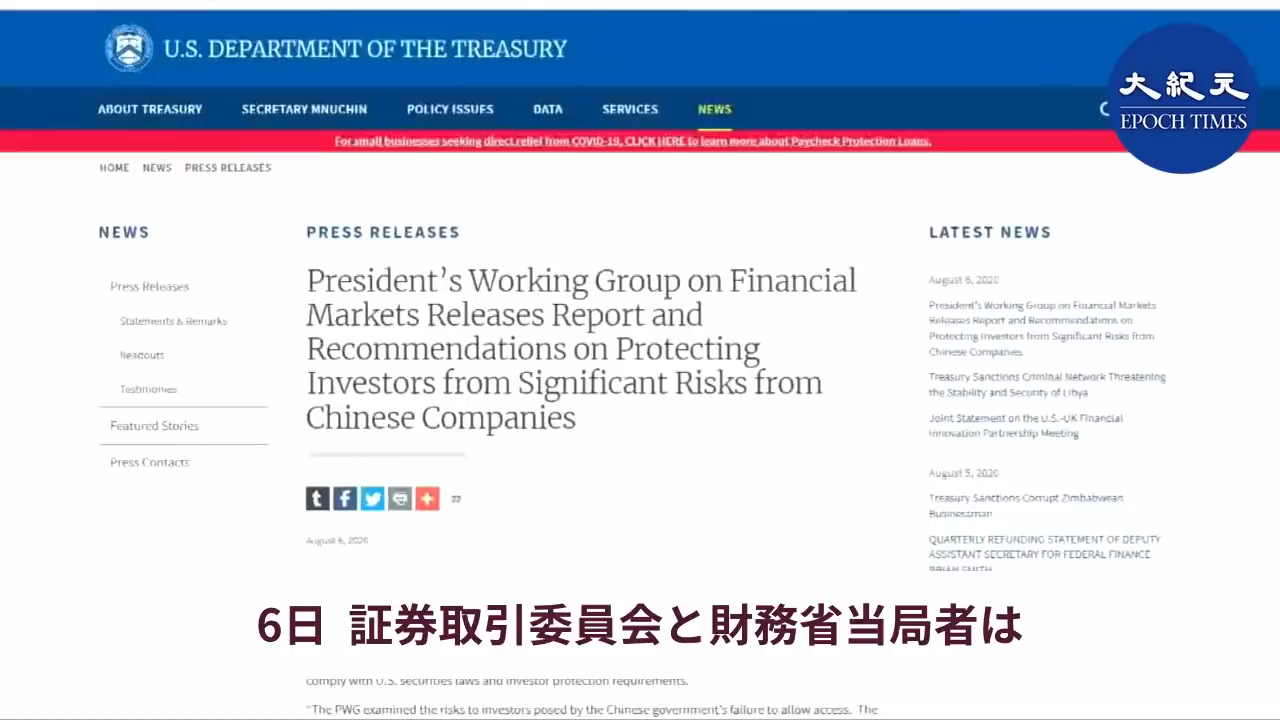 U.S. DEPARTMENT OF THE TREASURY
大紀元
EPOCH TIMES
ABOUT TREASURY SECRETARY MNUCHIN POLICY ISSUES DATA SERVICES NEWS
For small businesses seeking direct relief from COVID-19, CLICK HERE to learn more about Paycheck Protection Loans.
HOME NEWS PRESS RELEASES
NEWS
Press Releases
Statements & Remarks
Readouts
Testimonies
Featured Stories
Press Contacts
PRESS RELEASES
President's Working Group on Financial
Markets Releases Report and
Recommendations on Protecting
Investors from Significant Risks from
Chinese Companies
22
August 6, 2020
LATEST NEWS
August 6, 2020
President's Working Group on Financial Markets
Releases Report and Recommendations on
Protecting Investors from Significant Risks from
Chinese Companies
Treasury Sanctions Criminal Network Threatening
the Stability and Security of Libya
Joint Statement on the U.S.-UK Financial
Innovation Partnership Meeting
August 5, 2020
Treasury Sanctions Corrupt Zimbabwean
Businessman
QUARTERLY REFUNDING STATEMENT OF DEPUTY
ASSISTANT SECRETARY FOR FEDERAL FINANCE
BRIAN SMITH
6日 証券取引委員会と財務省当局者は
comply with U.S. securities laws and investor protection requirements.
"The PWG examined the risks to investors posed by the Chinese government's failure to allow access. The